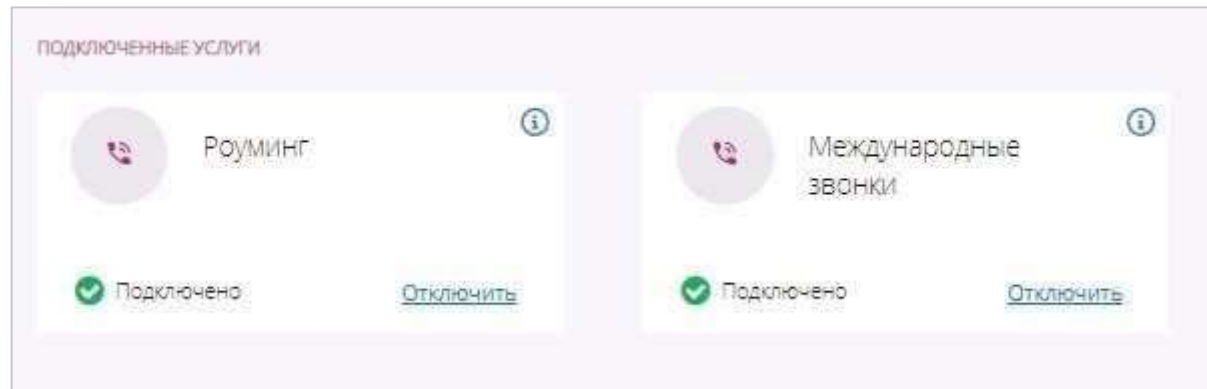 ПОДКЛЮЧЕННЫЕ УСЛУГИ
Роуминг
Подключено
Отключить
Международные
звонки
Подключено
Отключить